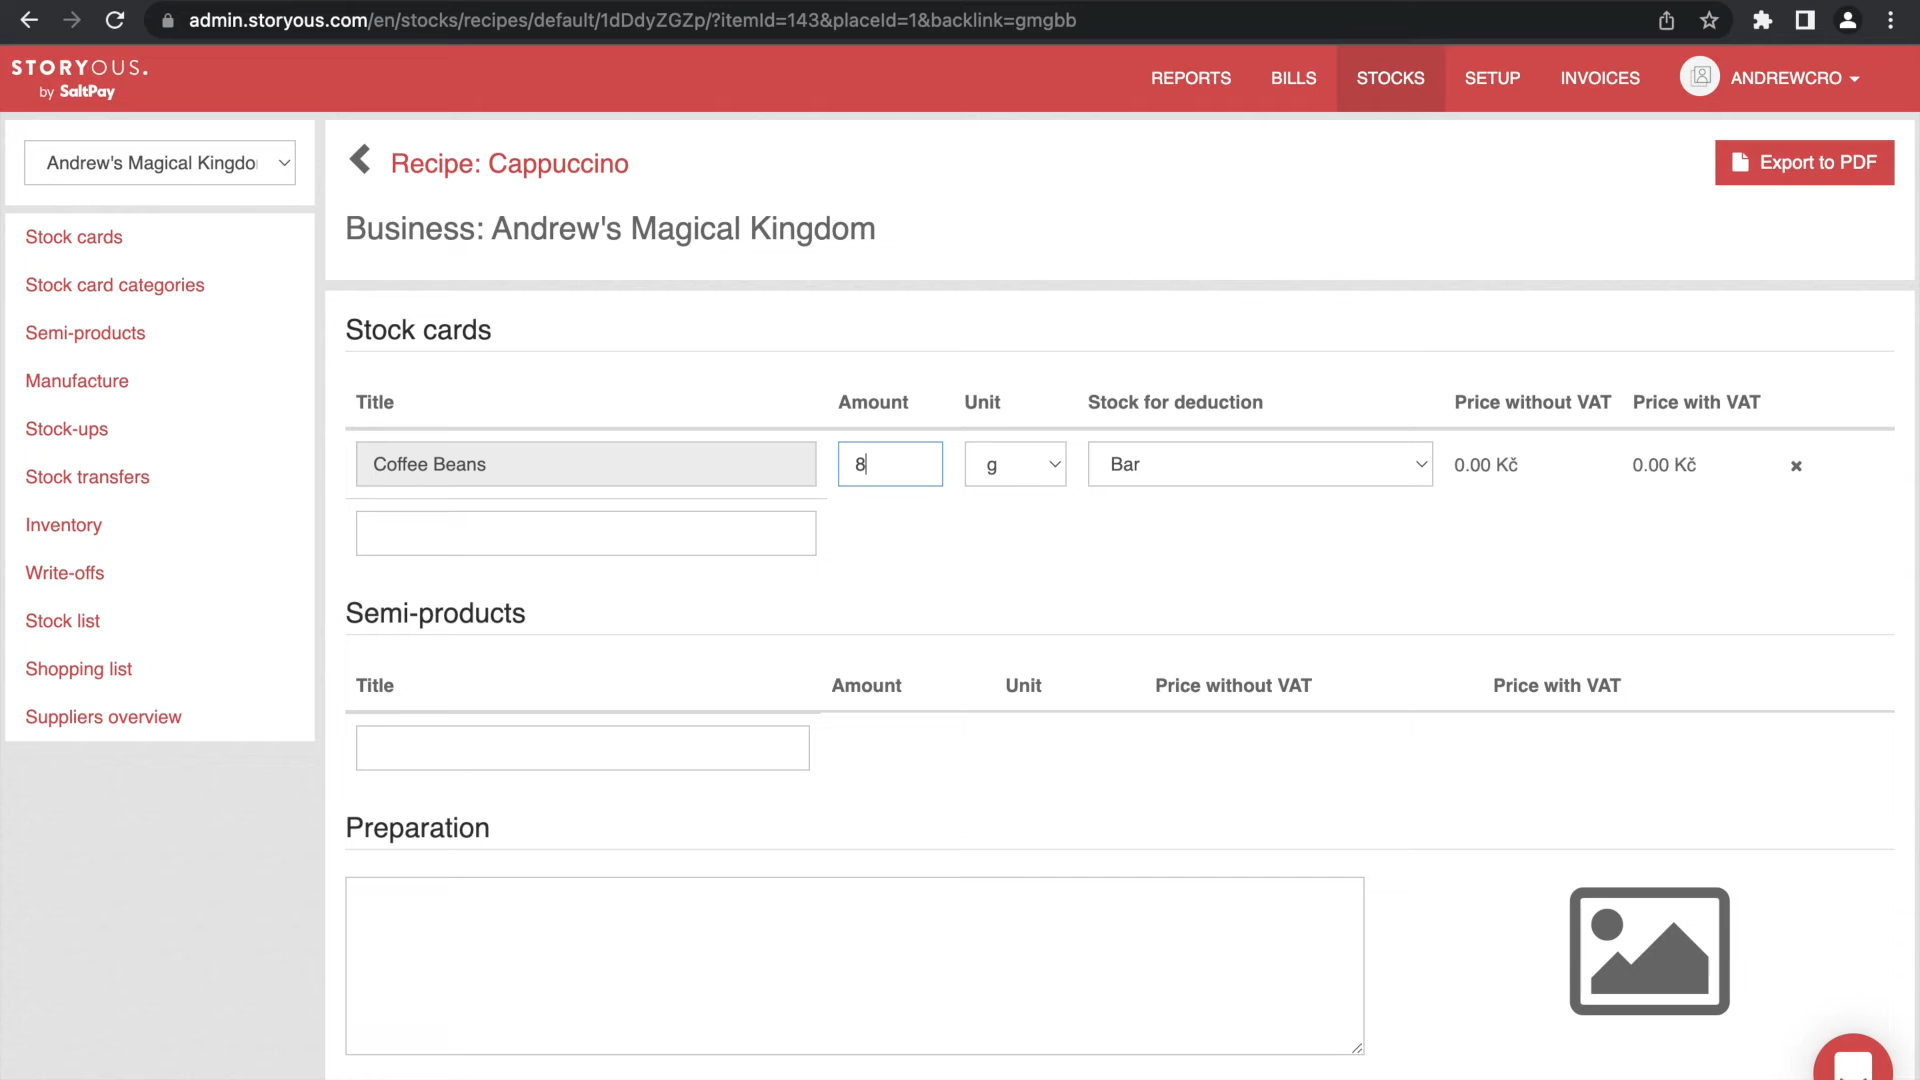 admin.storyous.com/en/stocks/recipes/default/1dDdyZGZp/?itemId=143&placeId=1&backlink=gmgbb
STORYOUS.
by SaltPay
REPORTS BILLS STOCKS SETUP INVOICES ANDREWCRO
Andrew's Magical Kingdo
Recipe: Cappuccino
Export to PDF
Business: Andrew's Magical Kingdom
Stock cards
Stock card categories
Semi-products
Manufacture
Stock-ups
Stock transfers
Inventory
Write-offs
Stock list
Shopping list
Suppliers overview
Stock cards
Title Amount Unit Stock for deduction Price without VAT Price with VAT
Coffee Beans 8 g Bar 0.00 Kč 0.00 Kč
Semi-products
Title Amount Unit Price without VAT Price with VAT
Preparation